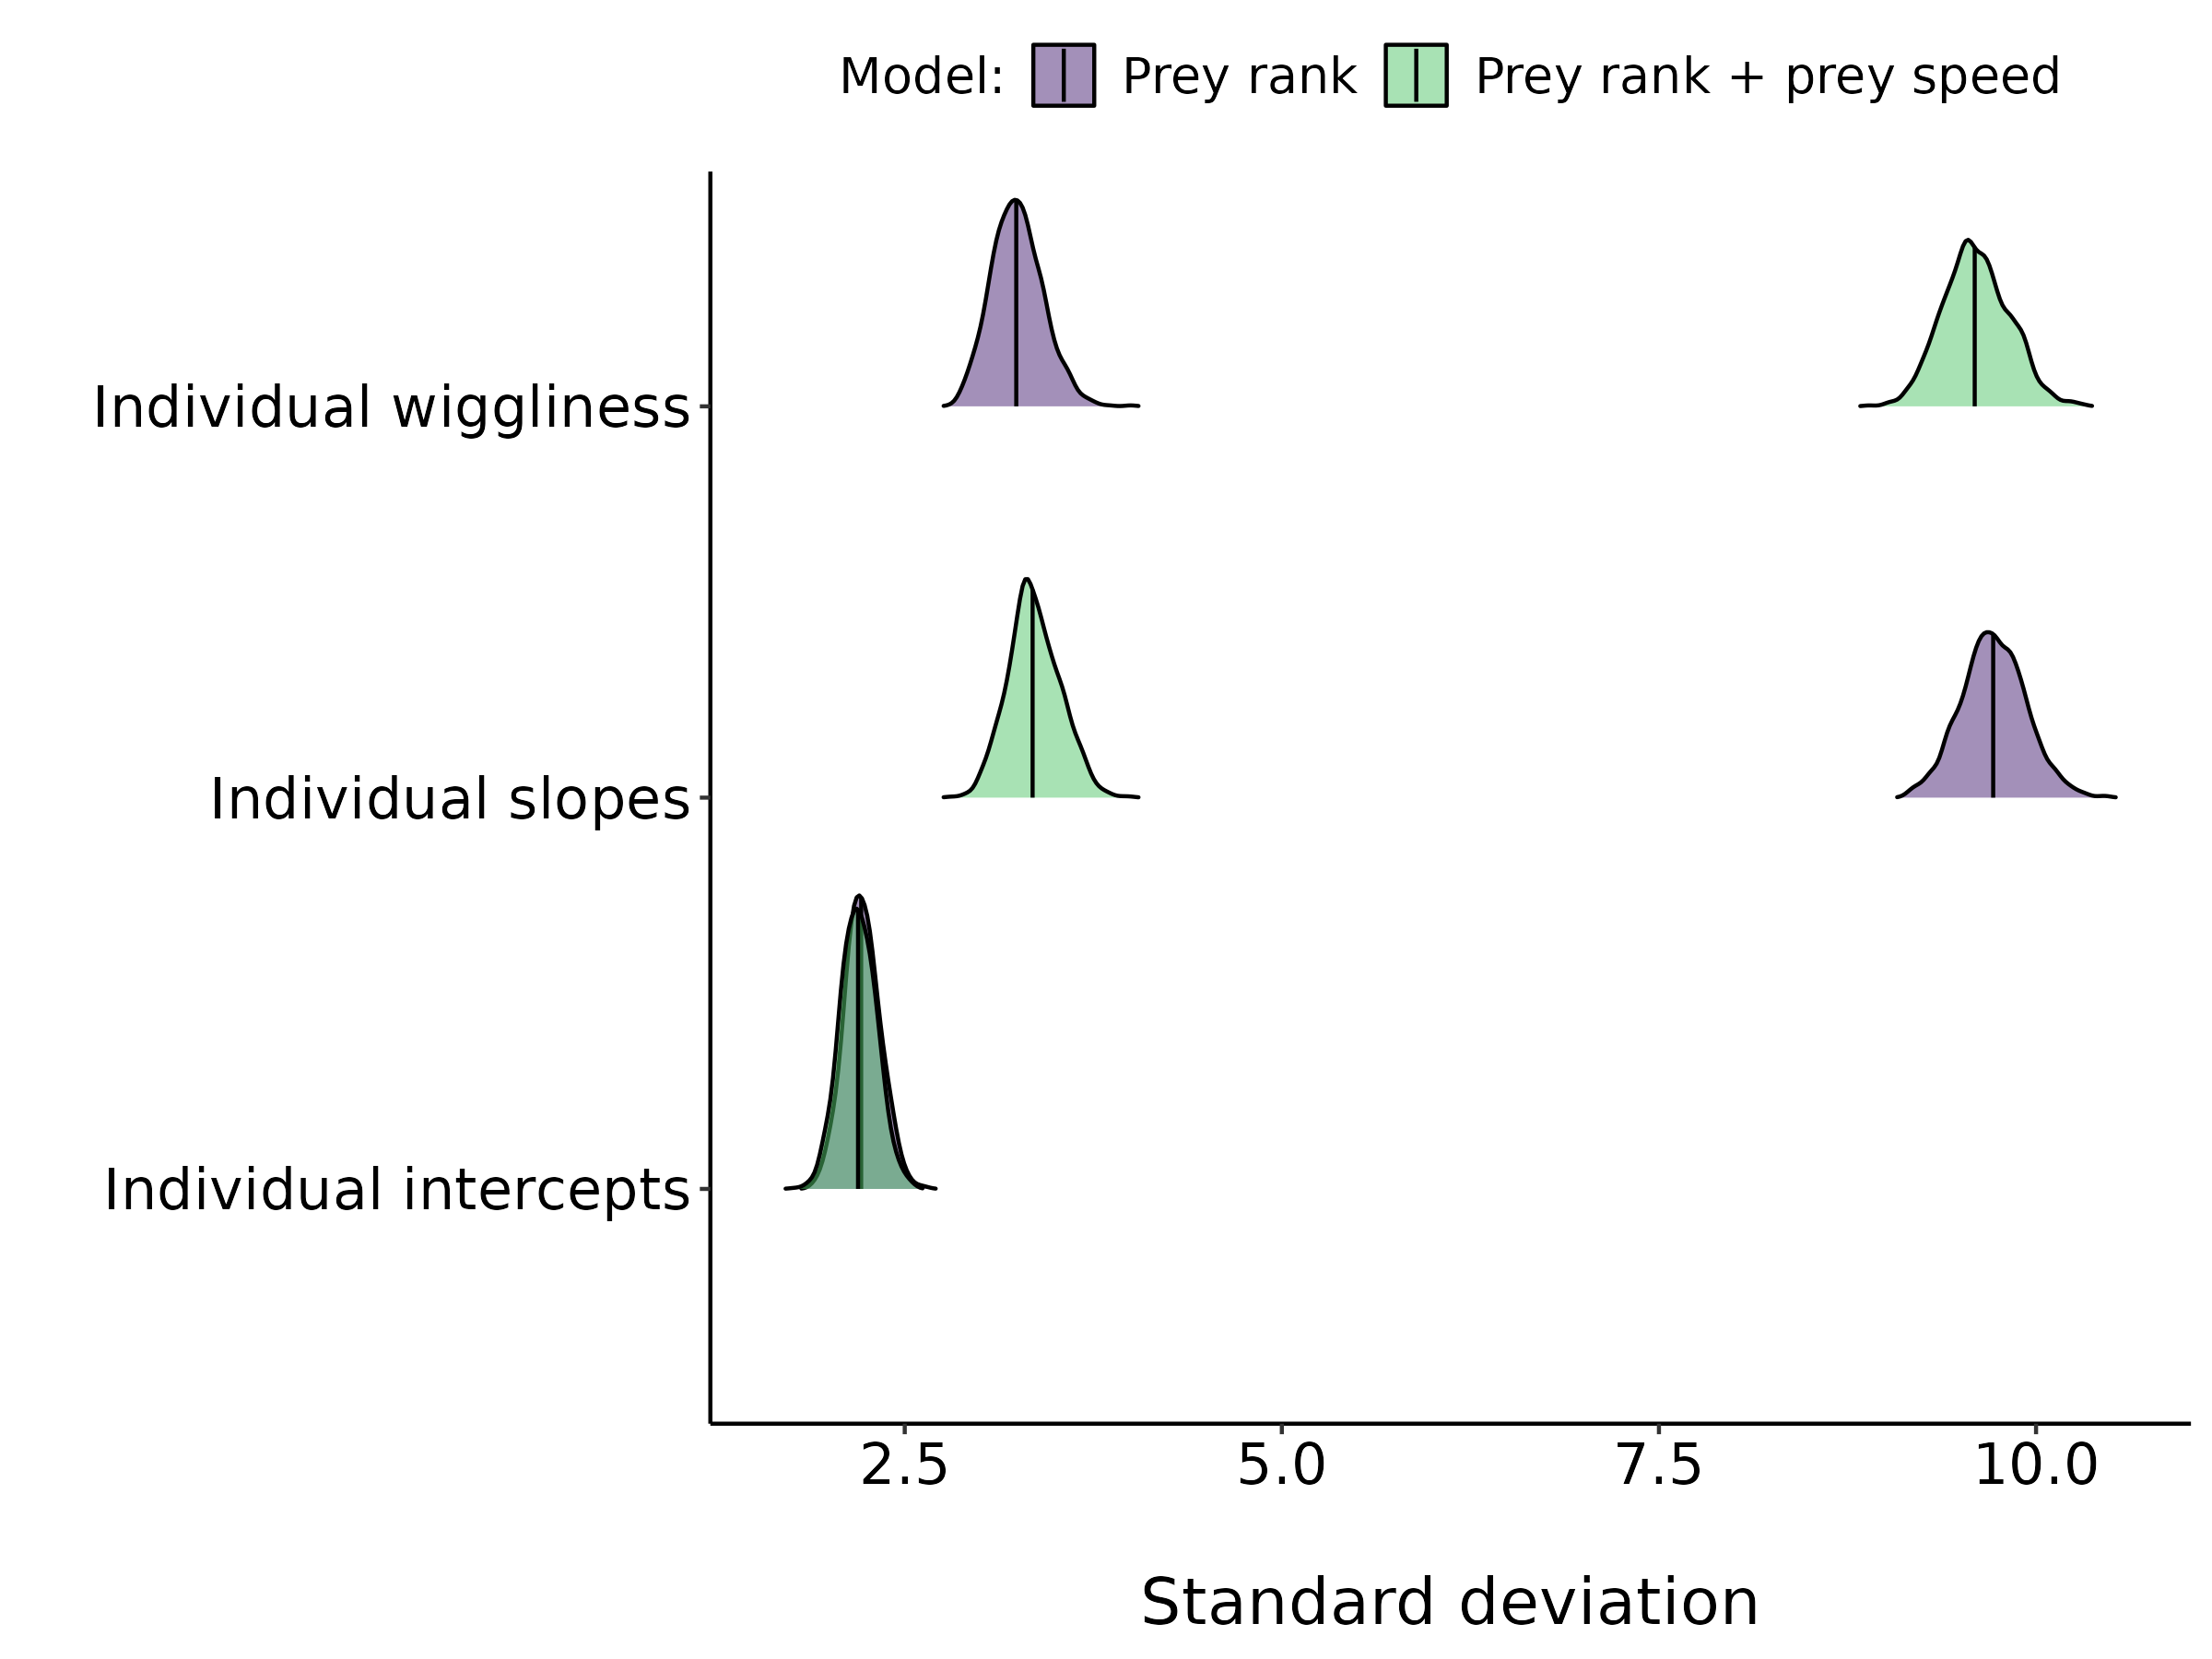 Model: Prey rank Prey rank + prey speed
Individual wiggliness
Individual slopes
Individual intercepts
2.5 5.0 7.5 10.0
Standard deviation